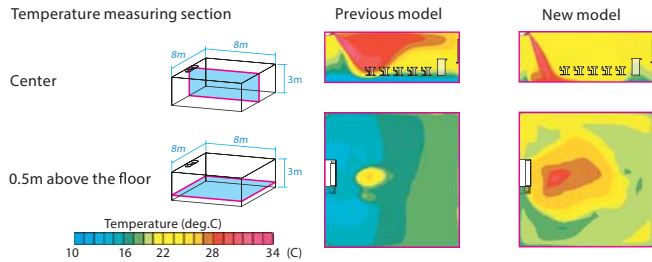 Temperature measuring section
Previous model
New model
Center
8m
8m
3m
0.5m above the floor
8m
8m
3m
Temperature (deg.C)
10 16 22 28 34 (C)